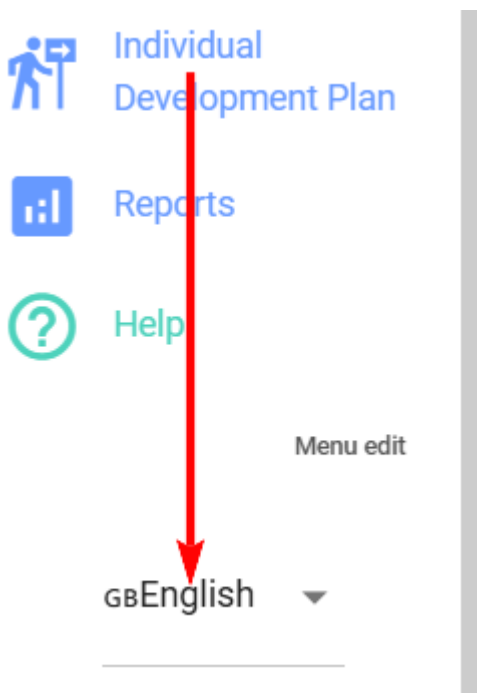 Individual
Development Plan
Reports
Help
Menu edit
GBEnglish